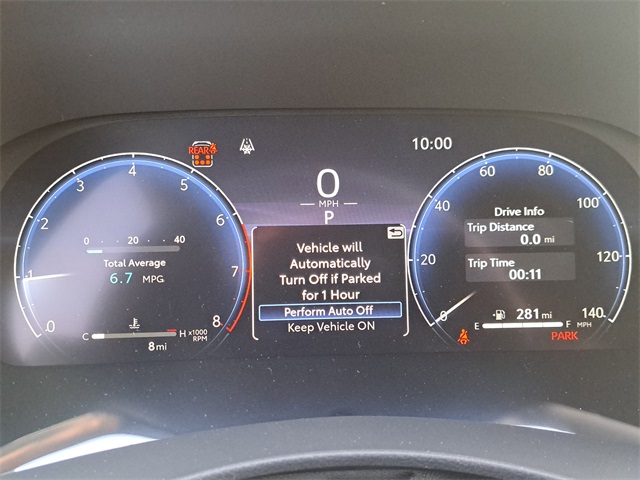 REAR
10:00
0
MPH
P
0 1 2 3 4 5 6 7 8
0 20 40
Total Average
6.7 MPG
C H x1000
RPM
8 mi
Vehicle will
Automatically
Turn Off if Parked
for 1 Hour
Perform Auto Off
Keep Vehicle ON
0 20 40 60 80 100 120 140
MPH
Drive Info
Trip Distance
0.0 mi
Trip Time
00:11
281 mi
E F
PARK